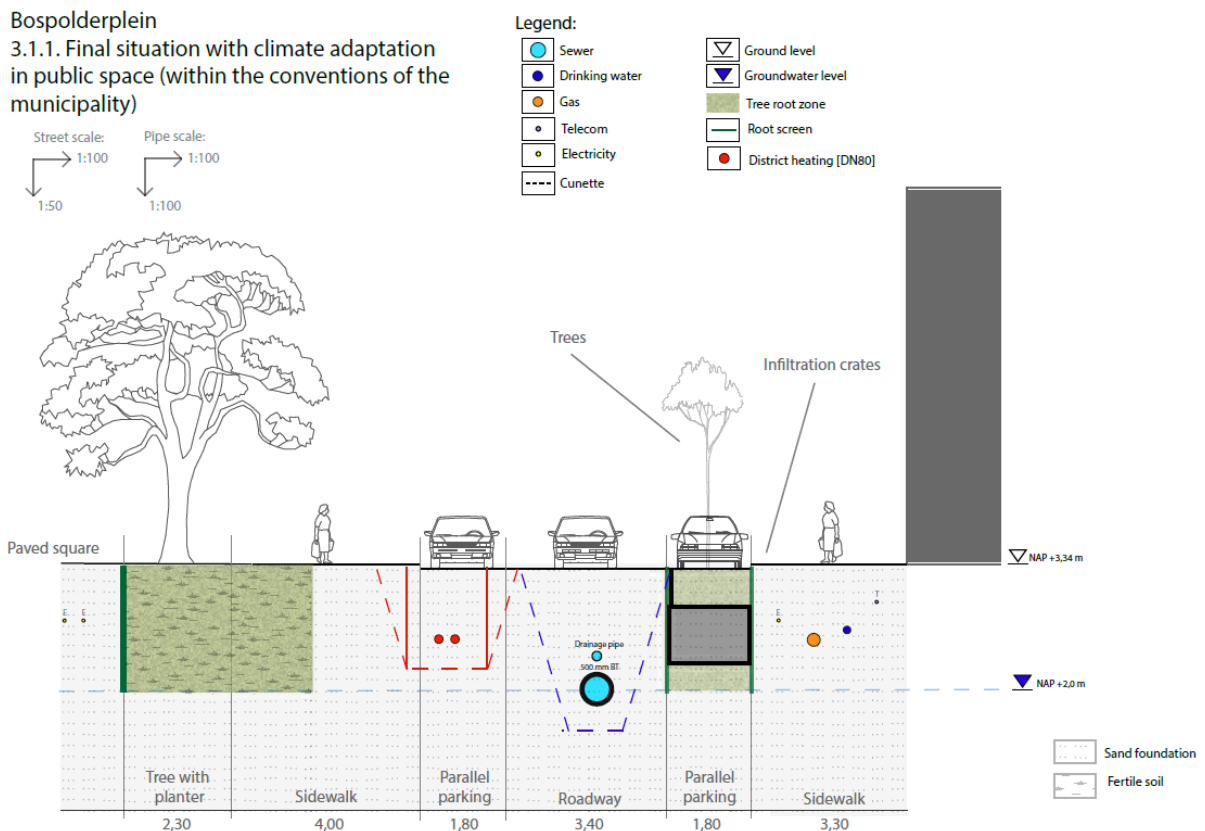 Bospolderplein
3.1.1. Final situation with climate adaptation
in public space (within the conventions of the
municipality)
Street scale:
1:100
1:50
Pipe scale:
1:100
1:100
Legend:
Sewer
Drinking water
Gas
Telecom
Electricity
Cunette
Ground level
Groundwater level
Tree root zone
Root screen
District heating [DN80]
Trees
Infiltration crates
Paved square
NAP +3,34 m
E
E
E
T
Drainage pipe
500 mm BT
NAP +2,0 m
Sand foundation
Fertile soil
Tree with
planter
Sidewalk
Parallel
parking
Roadway
Parallel
parking
Sidewalk
2,30
4,00
1,80
3,40
1,80
3,30